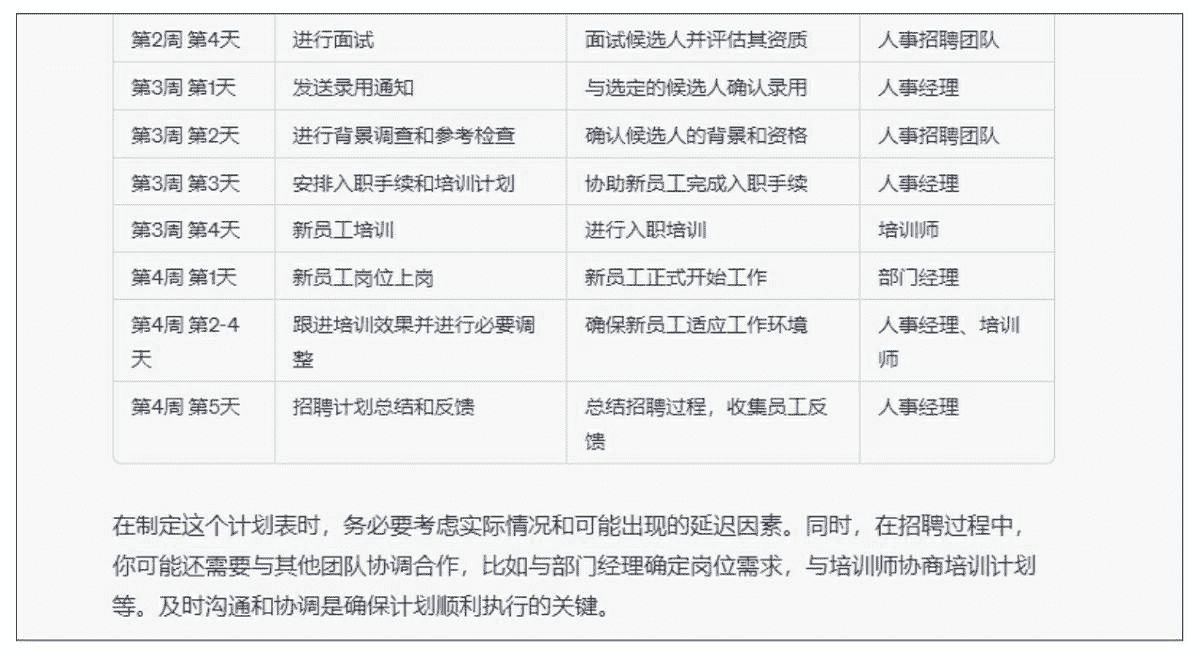 第2周 第4天 进行面试 面试候选人并评估其资质 人事招聘团队
第3周 第1天 发送录用通知 与选定的候选人确认录用 人事经理
第3周 第2天 进行背景调查和参考检查 确认候选人的背景和资格 人事招聘团队
第3周 第3天 安排入职手续和培训计划 协助新员工完成入职手续 人事经理
第3周 第4天 新员工培训 进行入职培训 培训师
第4周 第1天 新员工岗位上岗 新员工正式开始工作 部门经理
第4周 第2-4 跟进培训效果并进行必要调 确保新员工适应工作环境 人事经理、培训
天 整 师
第4周 第5天 招聘计划总结和反馈 总结招聘过程，收集员工反 人事经理
馈
在制定这个计划表时，务必要考虑实际情况和可能出现的延迟因素。同时，在招聘过程中，
你可能还需要与其他团队协调合作，比如与部门经理确定岗位需求，与培训师协商培训计划
等。及时沟通和协调是确保计划顺利执行的关键。